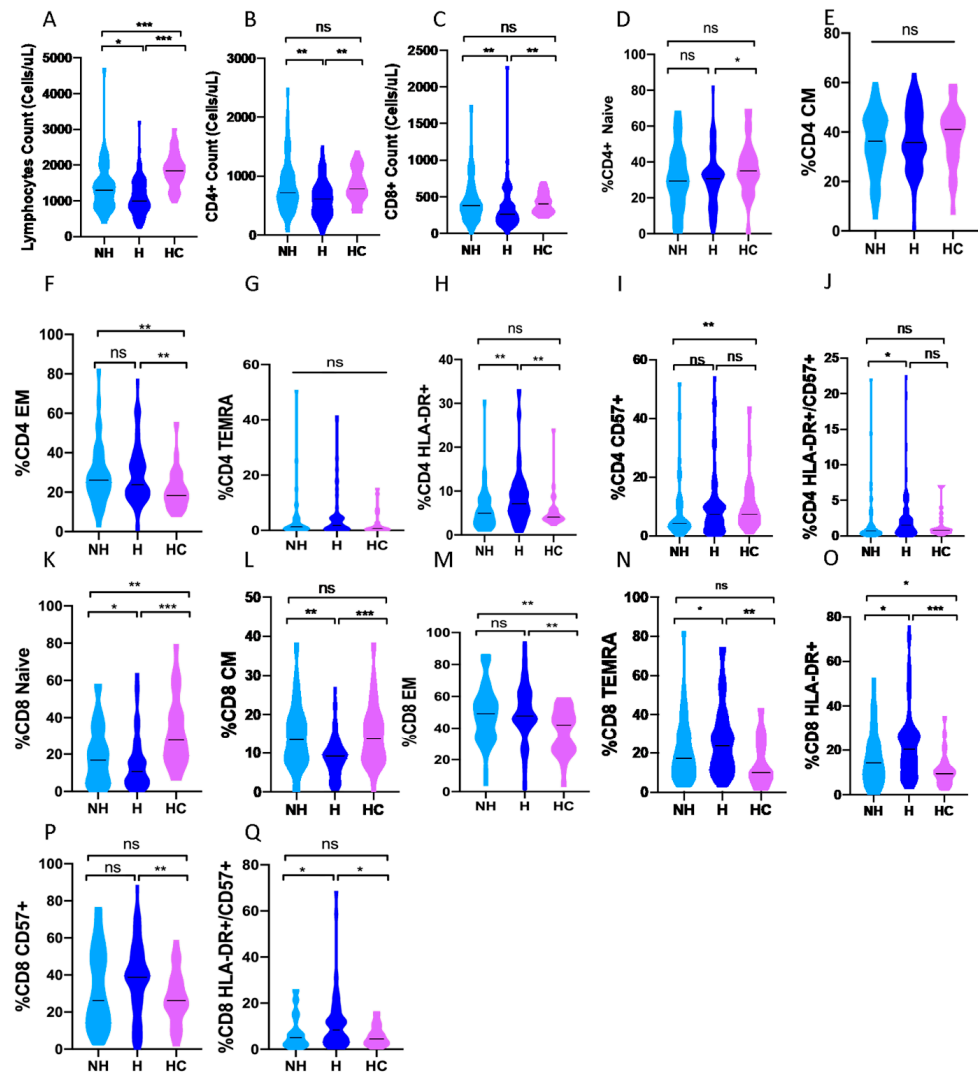 A
Lymphocytes Count (Cells/uL)
5000
4000
3000
2000
1000
0
***
*
***
NH H HC
B
CD4+ Count (Cells/uL)
3000
2000
1000
0
ns
**
**
NH H HC
C
CD8+ Count (Cells/uL)
2500
2000
1500
1000
500
0
ns
**
**
NH H HC
D
%CD4+ Naive
100
80
60
40
20
0
ns
ns
*
NH H HC
E
%CD4 CM
80
60
40
20
0
ns
NH H HC
F
%CD4 EM
100
80
60
40
20
0
**
ns
**
NH H HC
G
%CD4 TEMRA
60
40
20
0
ns
NH H HC
H
%CD4 HLA-DR+
40
30
20
10
0
ns
**
**
NH H HC
I
%CD4 CD57+
60
40
20
0
**
ns
ns
NH H HC
J
%CD4 HLA-DR+/CD57+
25
20
15
10
5
0
ns
*
ns
NH H HC
K
%CD8 Naive
100
80
60
40
20
0
**
*
***
NH H HC
L
%CD8 CM
50
40
30
20
10
0
ns
**
***
NH H HC
M
%CD8 EM
100
80
60
40
20
0
**
ns
**
NH H HC
N
%CD8 TEMRA
100
80
60
40
20
0
ns
*
**
NH H HC
O
%CD8 HLA-DR+
80
60
40
20
0
*
*
***
NH H HC
P
%CD8 CD57+
100
80
60
40
20
0
ns
ns
**
NH H HC
Q
%CD8 HLA-DR+/CD57+
80
60
40
20
0
ns
*
*
NH H HC